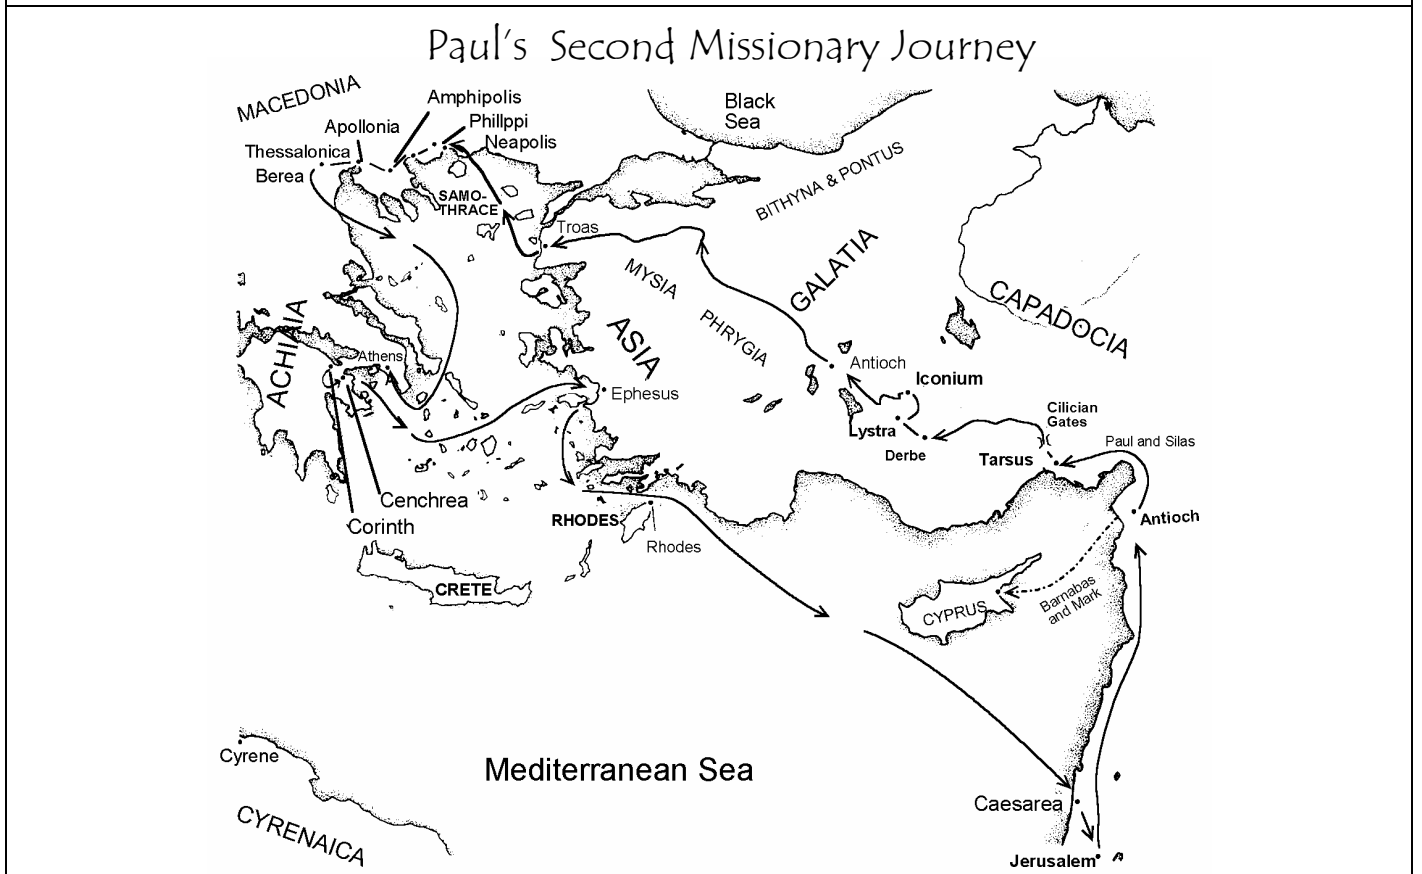 Paul's Second Missionary Journey
MACEDONIA
Amphipolis
Phillppi
Apollonia
Neapolis
Thessalonica
Berea
Black
Sea
BITHYNA & PONTUS
SAMO-
THRACE
Troas
MYSIA
GALATIA
CAPADOCIA
PHRYGIA
ASIA
ACHIAIA
Athens
Antioch
Iconium
Ephesus
Lystra
Derbe
Cilician
Gates
Tarsus
Paul and Silas
Antioch
Cenchrea
Corinth
RHODES
Rhodes
CRETE
CYPRUS
Barnabas
and Mark
Cyrene
CYRENAICA
Mediterranean Sea
Caesarea
Jerusalem